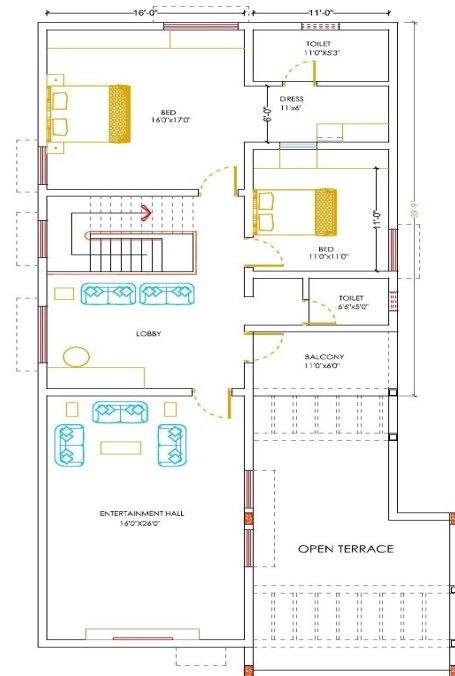 16'-0"
11'-0"
TOILET
11'0"X5'3"
BED
16'0"x17'0"
DRESS
11'x6'
6'-0"
11'-0"
39'-9"
BED
11'0"x11'0"
TOILET
6'6"x5'0"
LOBBY
BALCONY
11'0"x6'0"
ENTERTAINMENT HALL
16'0"X26'0"
OPEN TERRACE